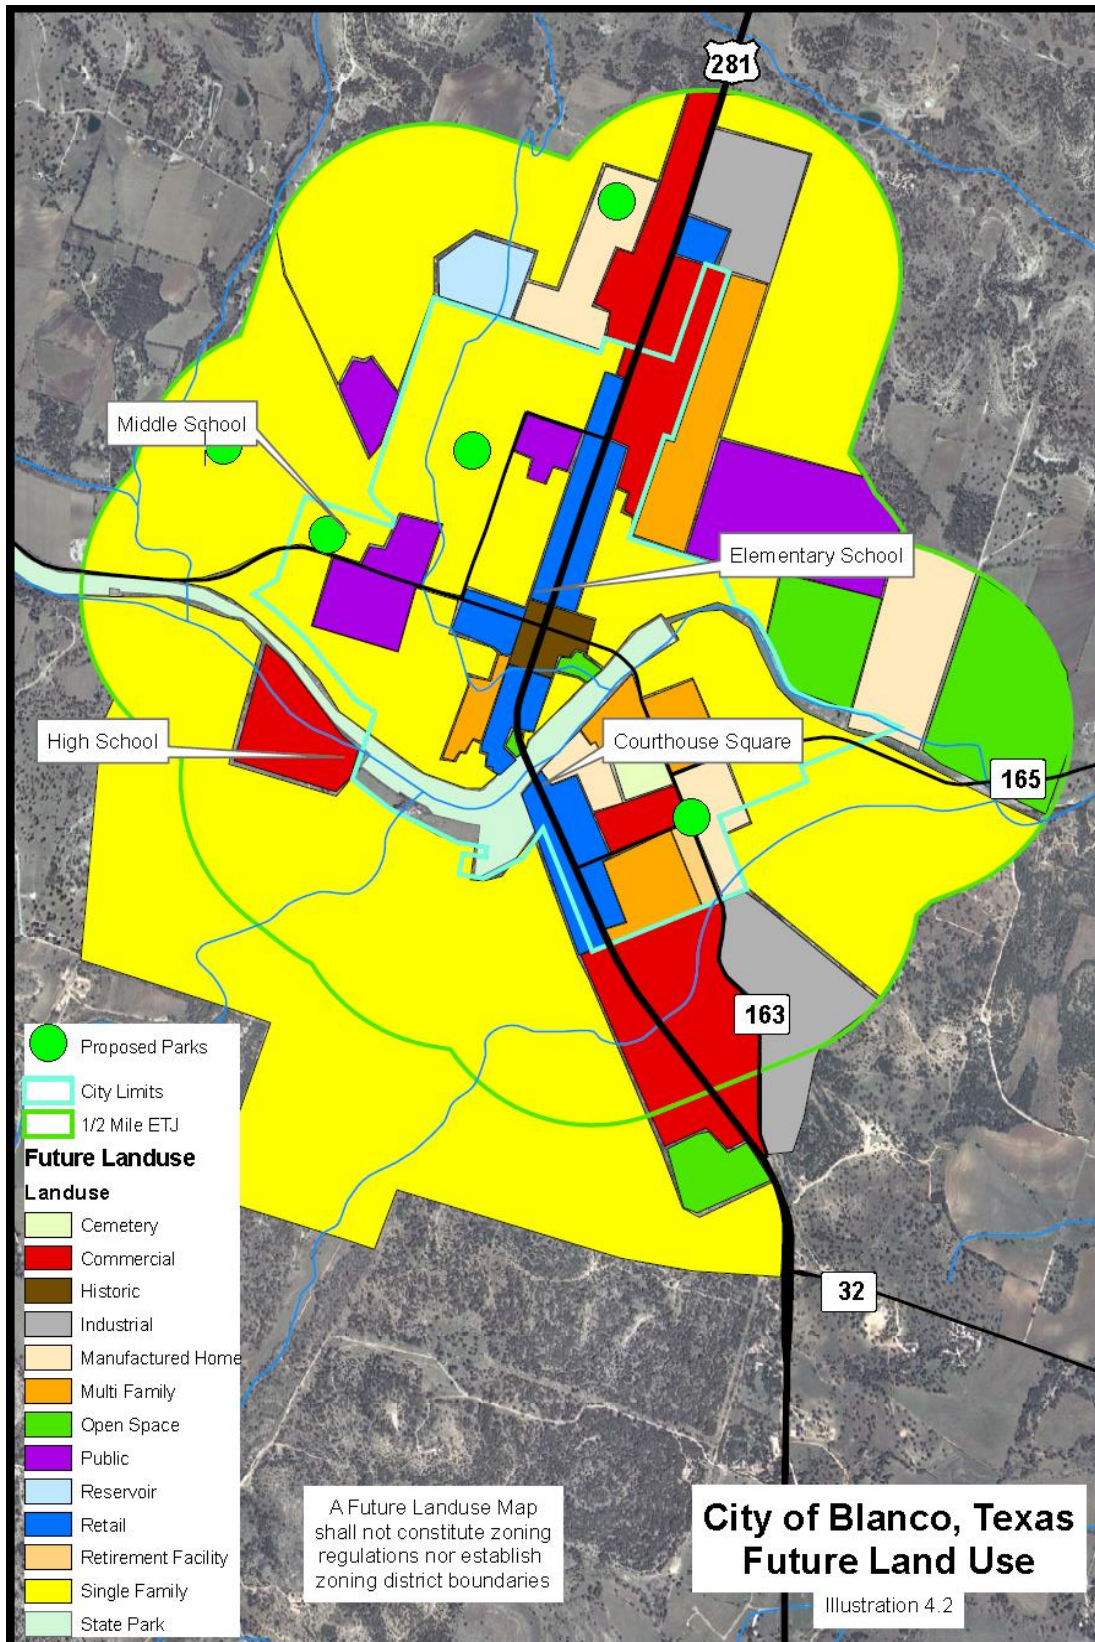 281
Middle School
Elementary School
High School
Courthouse Square
165
163
32
Proposed Parks
City Limits
1/2 Mile ETJ
Future Landuse
Landuse
Cemetery
Commercial
Historic
Industrial
Manufactured Home
Multi Family
Open Space
Public
Reservoir
Retail
Retirement Facility
Single Family
State Park
A Future Landuse Map
shall not constitute zoning
regulations nor establish
zoning district boundaries
City of Blanco, Texas
Future Land Use
Illustration 4.2